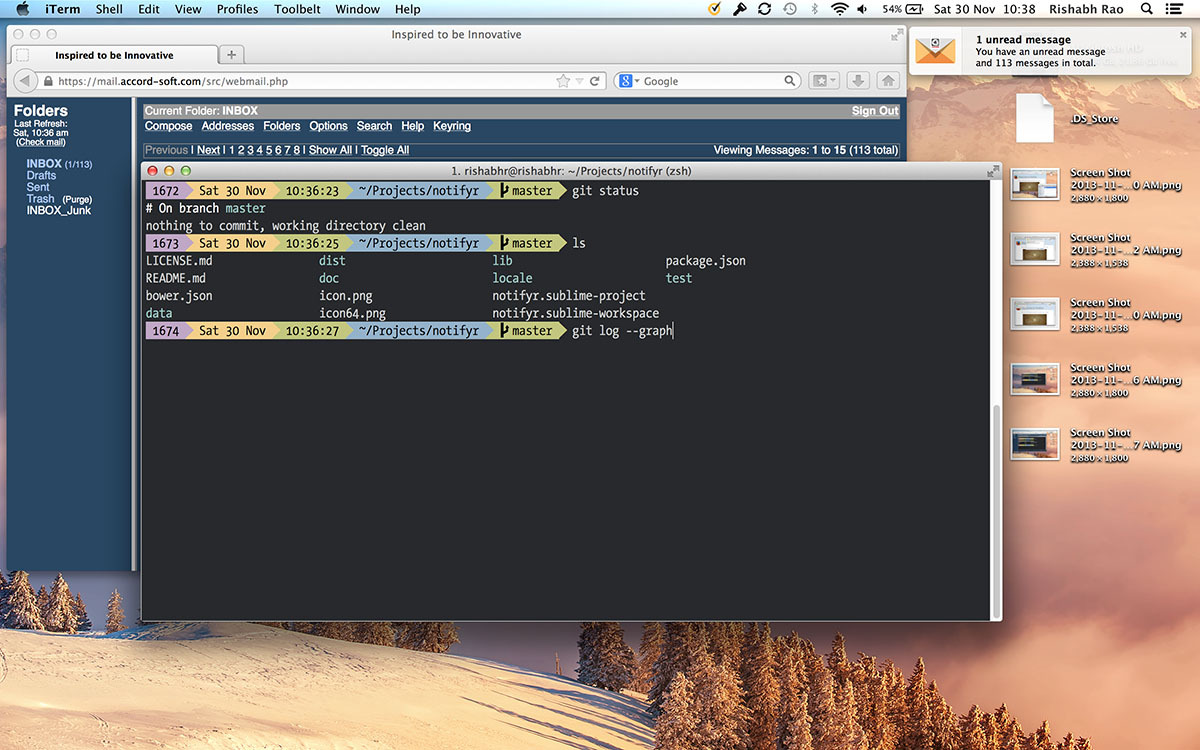 iTerm Shell Edit View Profiles Toolbelt Window Help 54% Sat 30 Nov 10:38 Rishabh Rao
Inspired to be Innovative
Inspired to be Innovative
https://mail.accord-soft.com/src/webmail.php Google
1 unread message
You have an unread message
and 113 messages in total.
Folders
Last Refresh:
Sat, 10:36 am
(Check mail)
INBOX (1/113)
Drafts
Sent
Trash (Purge)
INBOX_Junk
Current Folder: INBOX Sign Out
Compose Addresses Folders Options Search Help Keyring
Previous | Next | 1 2 3 4 5 6 7 8 | Show All | Toggle All Viewing Messages: 1 to 15 (113 total)
1. rishabhr@rishabhr: ~/Projects/notifyr (zsh)
1672 Sat 30 Nov 10:36:23 ~/Projects/notifyr master git status
# On branch master
nothing to commit, working directory clean
1673 Sat 30 Nov 10:36:25 ~/Projects/notifyr master ls
LICENSE.md dist lib package.json
README.md doc locale test
bower.json icon.png notifyr.sublime-project
data icon64.png notifyr.sublime-workspace
1674 Sat 30 Nov 10:36:27 ~/Projects/notifyr master git log --graph
.DS_Store
Screen Shot
2013-11-...0 AM.png
2,880 × 1,800
Screen Shot
2013-11-...2 AM.png
2,388 × 1,538
Screen Shot
2013-11-...0 AM.png
2,388 × 1,538
Screen Shot
2013-11-...6 AM.png
2,880 × 1,800
Screen Shot
2013-11-...7 AM.png
2,880 × 1,800